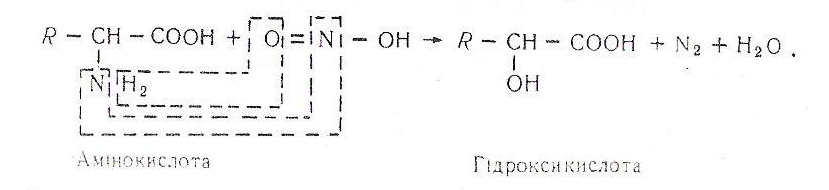 R – CH – COOH + O = N – OH → R – CH – COOH + N₂ + H₂O .
N H₂ OH
Амінокислота Гідроксикислота